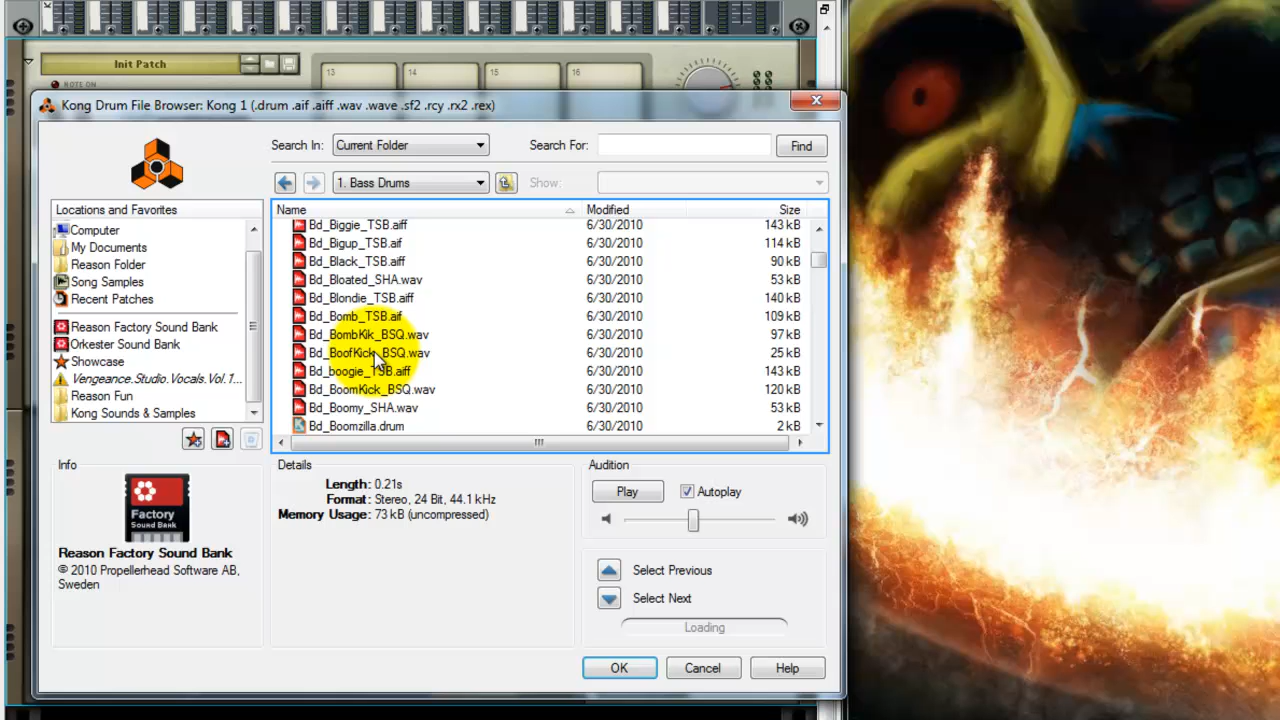 Init Patch
13 14 15 16
NOTE ON
Kong Drum File Browser: Kong 1 (.drum .aif .aiff .wav .wave .sf2 .rcy .rx2 .rex)
Search In: Current Folder Search For: Find
1. Bass Drums Show:
Locations and Favorites
Computer
My Documents
Reason Folder
Song Samples
Recent Patches
Reason Factory Sound Bank
Orkester Sound Bank
Showcase
Vengeance.Studio.Vocals.Vol.1...
Reason Fun
Kong Sounds & Samples
Name Modified Size
Bd_Biggie_TSB.aiff 6/30/2010 143 kB
Bd_Bigup_TSB.aif 6/30/2010 114 kB
Bd_Black_TSB.aiff 6/30/2010 90 kB
Bd_Bloated_SHA.wav 6/30/2010 53 kB
Bd_Blondie_TSB.aiff 6/30/2010 140 kB
Bd_Bomb_TSB.aif 6/30/2010 109 kB
Bd_BombKik_BSQ.wav 6/30/2010 97 kB
Bd_BoofKick_BSQ.wav 6/30/2010 25 kB
Bd_boogie_TSB.aiff 6/30/2010 143 kB
Bd_BoomKick_BSQ.wav 6/30/2010 120 kB
Bd_Boomy_SHA.wav 6/30/2010 53 kB
Bd_Boomzilla.drum 6/30/2010 2 kB
Info
Factory
Sound Bank
Reason Factory Sound Bank
© 2010 Propellerhead Software AB,
Sweden
Details
Length: 0.21s
Format: Stereo, 24 Bit, 44.1 kHz
Memory Usage: 73 kB (uncompressed)
Audition
Play Autoplay
Select Previous
Select Next
Loading
OK Cancel Help